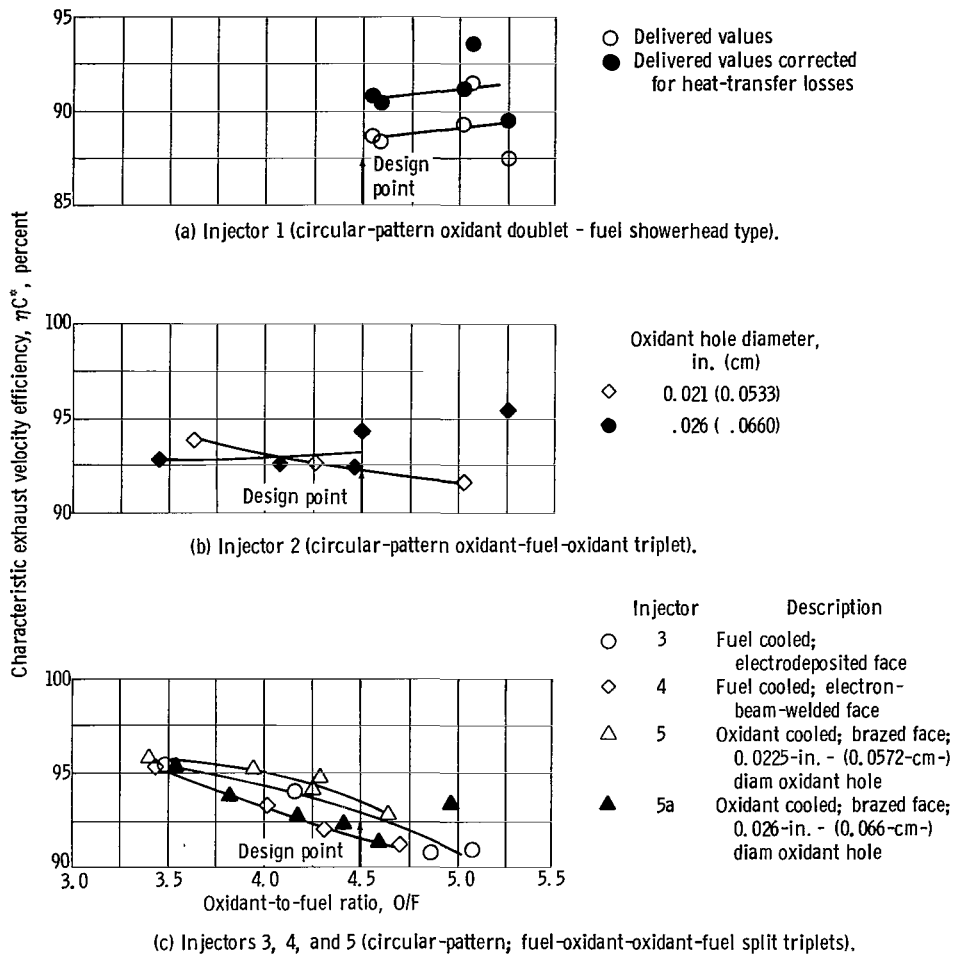 95
90
85
Design
point
Delivered values
Delivered values corrected
for heat-transfer losses
(a) Injector 1 (circular-pattern oxidant doublet - fuel showerhead type).
Characteristic exhaust velocity efficiency, ηC*, percent
100
95
90
Design point
Oxidant hole diameter,
in. (cm)
0.021 (0.0533)
.026 ( .0660)
(b) Injector 2 (circular-pattern oxidant-fuel-oxidant triplet).
100
95
90
Design point
3.0 3.5 4.0 4.5 5.0 5.5
Oxidant-to-fuel ratio, O/F
Injector Description
3 Fuel cooled;
electrodeposited face
4 Fuel cooled; electron-
beam-welded face
5 Oxidant cooled; brazed face;
0.0225-in. - (0.0572-cm-)
diam oxidant hole
5a Oxidant cooled; brazed face;
0.026-in. - (0.066-cm-)
diam oxidant hole
(c) Injectors 3, 4, and 5 (circular-pattern; fuel-oxidant-oxidant-fuel split triplets).